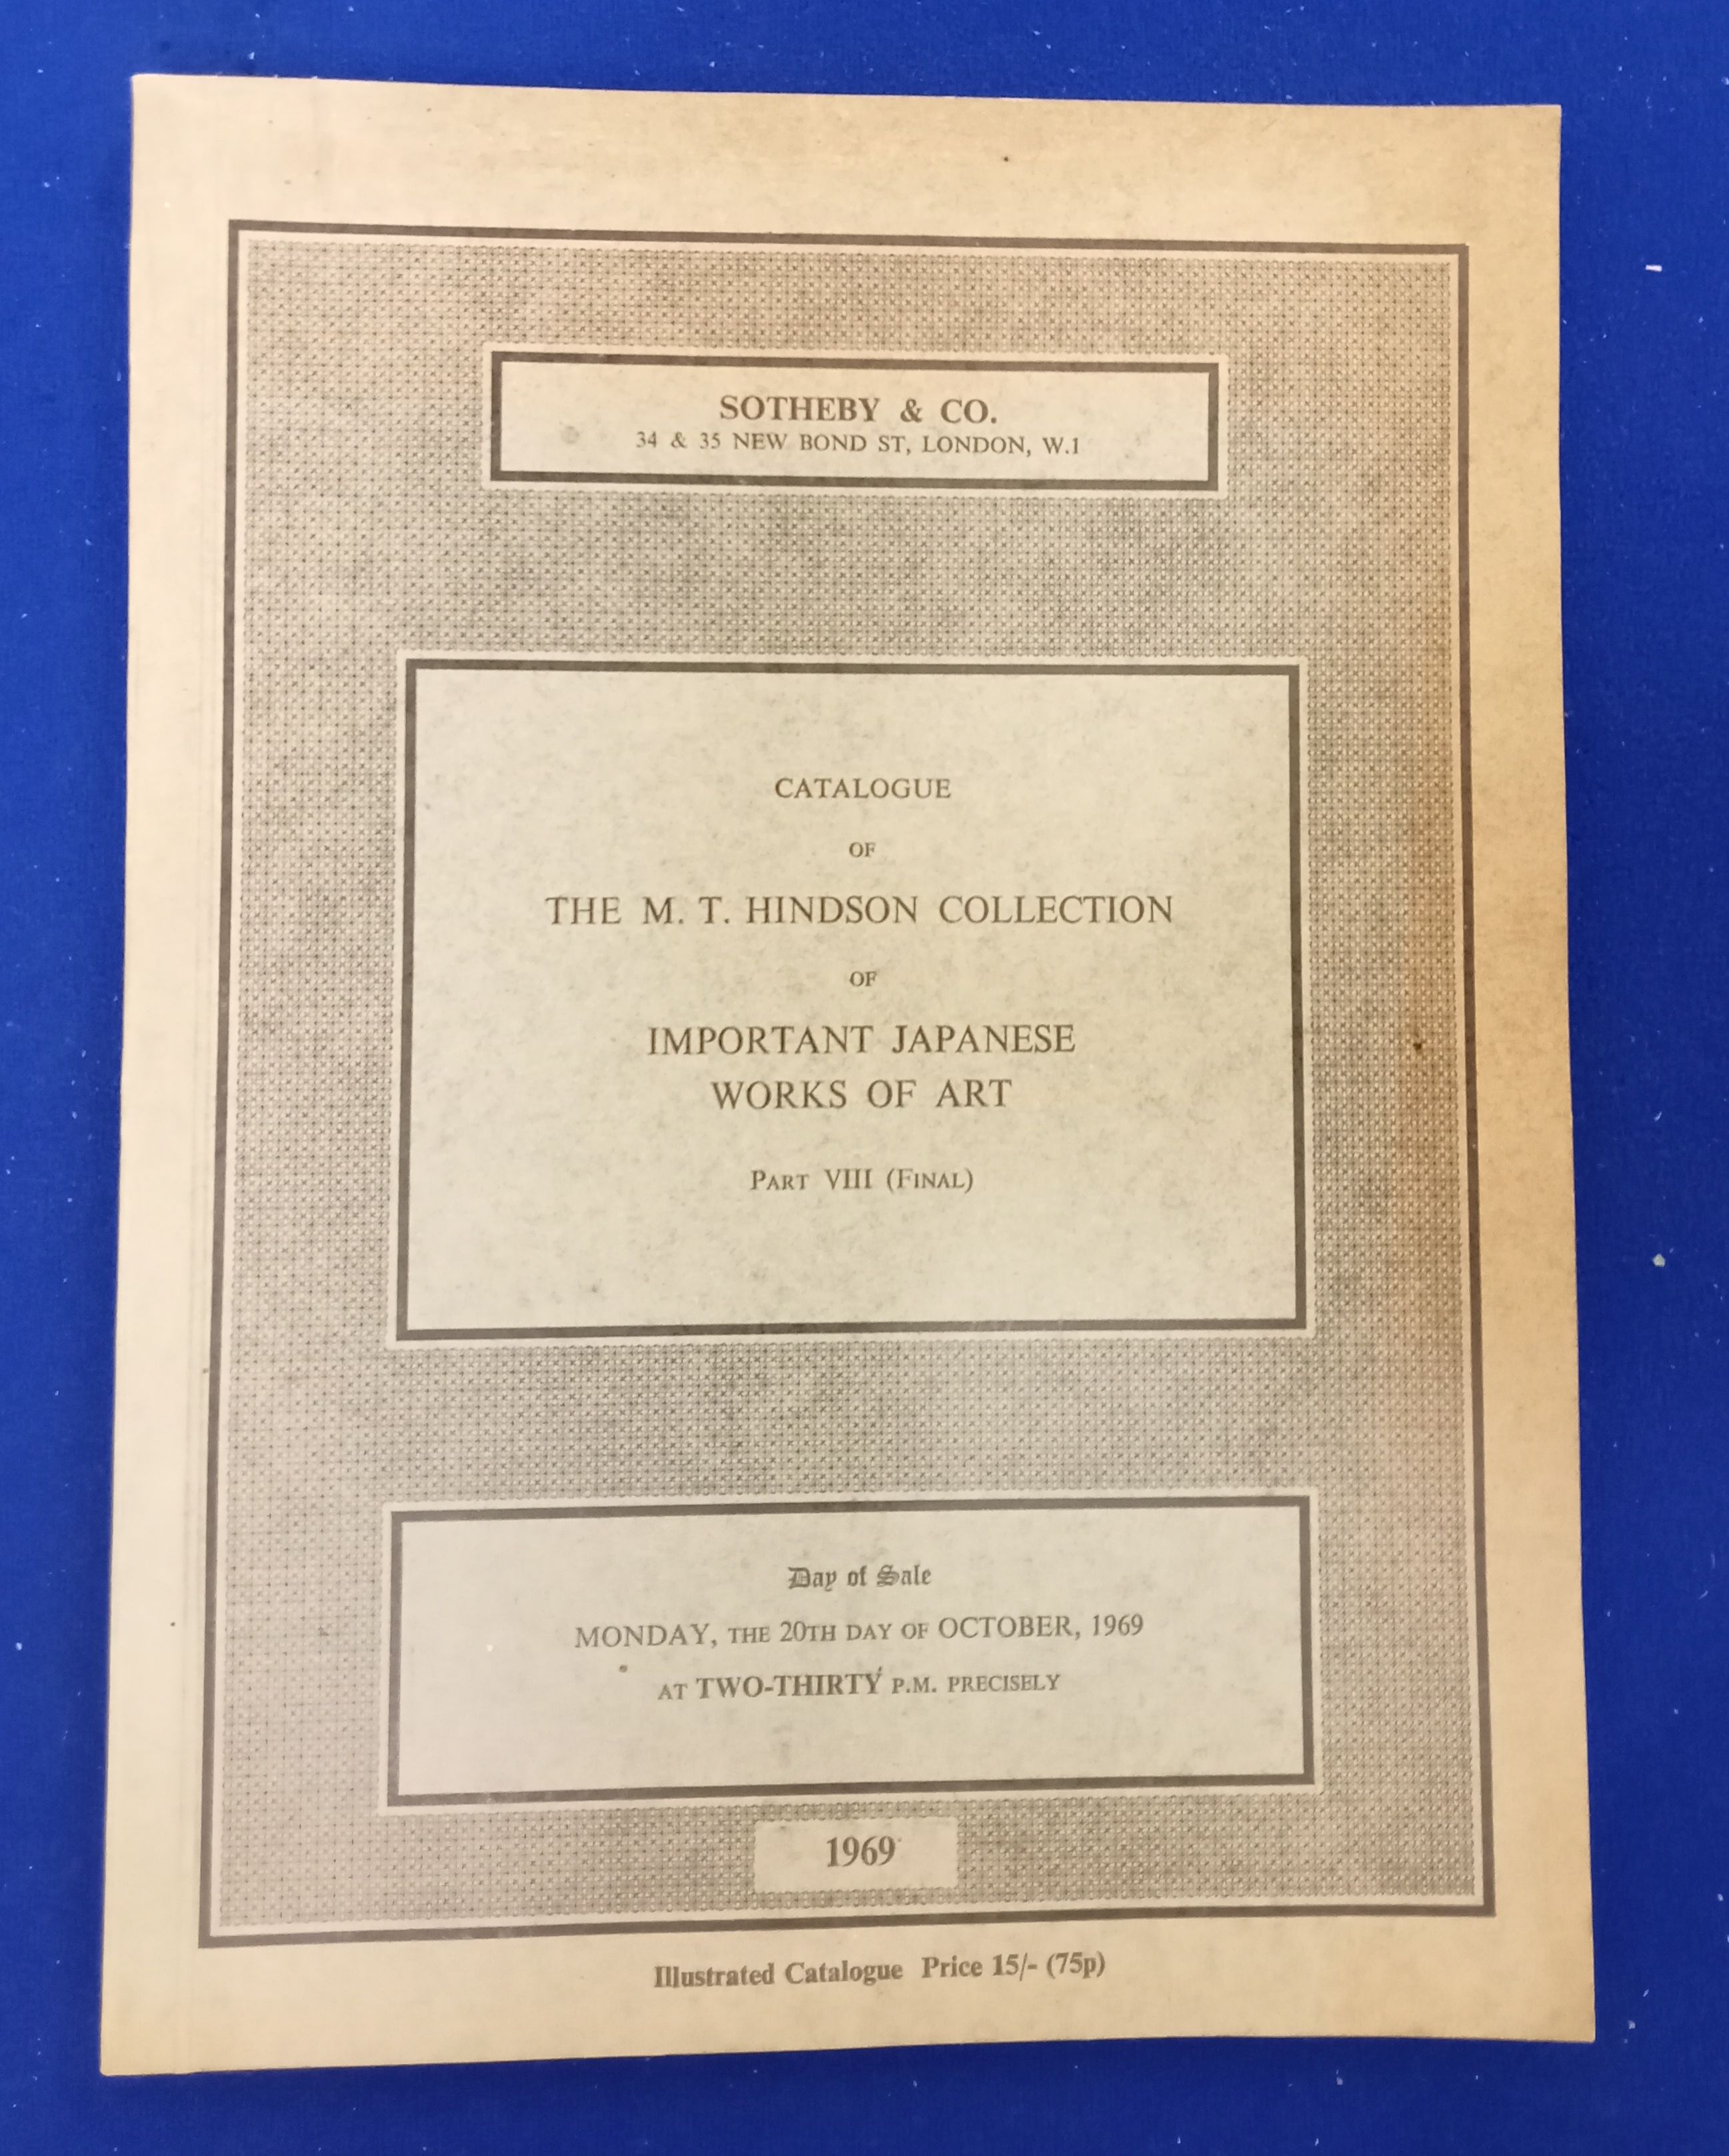 SOTHEBY & CO.
34 & 35 NEW BOND ST, LONDON, W.1
CATALOGUE
OF
THE M. T. HINDSON COLLECTION
OF
IMPORTANT JAPANESE
WORKS OF ART
PART VIII (FINAL)
Day of Sale
MONDAY, THE 20TH DAY OF OCTOBER, 1969
AT TWO-THIRTY P.M. PRECISELY
1969
Illustrated Catalogue Price 15/- (75p)